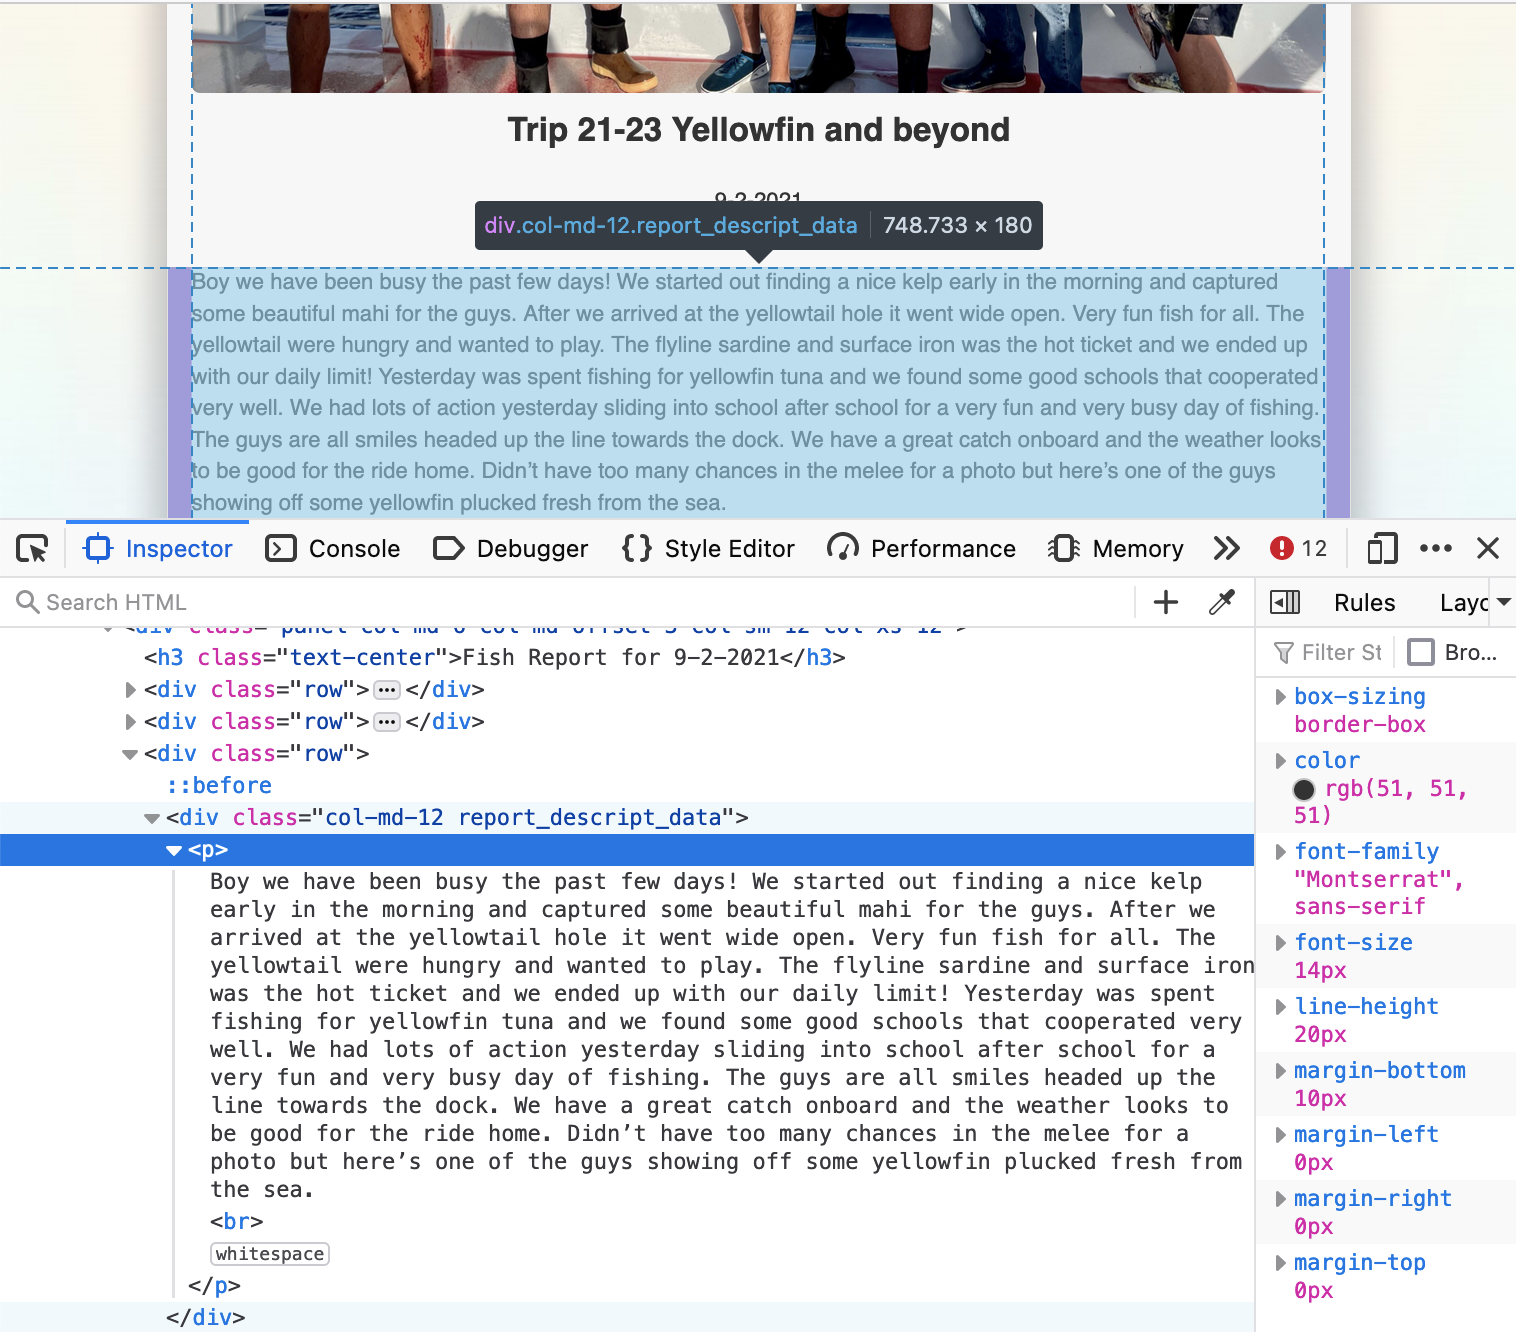 Trip 21-23 Yellowfin and beyond
9-2-2021
div.col-md-12.report_descript_data 748.733 × 180
Boy we have been busy the past few days! We started out finding a nice kelp early in the morning and captured
some beautiful mahi for the guys. After we arrived at the yellowtail hole it went wide open. Very fun fish for all. The
yellowtail were hungry and wanted to play. The flyline sardine and surface iron was the hot ticket and we ended up
with our daily limit! Yesterday was spent fishing for yellowfin tuna and we found some good schools that cooperated
very well. We had lots of action yesterday sliding into school after school for a very fun and very busy day of fishing.
The guys are all smiles headed up the line towards the dock. We have a great catch onboard and the weather looks
to be good for the ride home. Didn’t have too many chances in the melee for a photo but here’s one of the guys
showing off some yellowfin plucked fresh from the sea.
Inspector Console Debugger Style Editor Performance Memory 12
Search HTML
Rules Layo
<div class="panel col-md-6 col-md-offset-3 col-sm-12 col-xs-12">
<h3 class="text-center">Fish Report for 9-2-2021</h3>
<div class="row">…</div>
<div class="row">…</div>
<div class="row">
::before
<div class="col-md-12 report_descript_data">
<p>
Boy we have been busy the past few days! We started out finding a nice kelp
early in the morning and captured some beautiful mahi for the guys. After we
arrived at the yellowtail hole it went wide open. Very fun fish for all. The
yellowtail were hungry and wanted to play. The flyline sardine and surface iron
was the hot ticket and we ended up with our daily limit! Yesterday was spent
fishing for yellowfin tuna and we found some good schools that cooperated very
well. We had lots of action yesterday sliding into school after school for a
very fun and very busy day of fishing. The guys are all smiles headed up the
line towards the dock. We have a great catch onboard and the weather looks to
be good for the ride home. Didn’t have too many chances in the melee for a
photo but here’s one of the guys showing off some yellowfin plucked fresh from
the sea.
<br>
whitespace
</p>
</div>
Filter St Bro...
box-sizing
border-box
color
rgb(51, 51,
51)
font-family
"Montserrat",
sans-serif
font-size
14px
line-height
20px
margin-bottom
10px
margin-left
0px
margin-right
0px
margin-top
0px